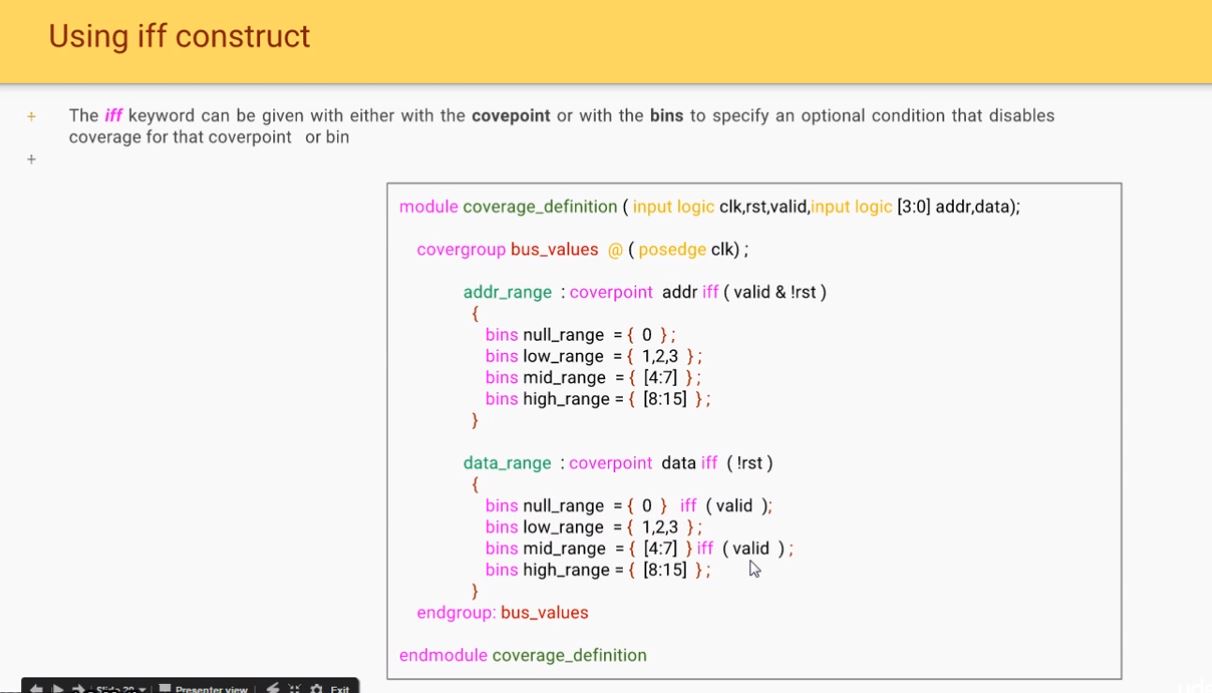 Using iff construct
+ The iff keyword can be given with either with the covepoint or with the bins to specify an optional condition that disables
coverage for that coverpoint or bin
+
module coverage_definition ( input logic clk,rst,valid,input logic [3:0] addr,data);
covergroup bus_values @ ( posedge clk) ;
addr_range : coverpoint addr iff ( valid & !rst )
{
bins null_range = { 0 } ;
bins low_range = { 1,2,3 } ;
bins mid_range = { [4:7] } ;
bins high_range = { [8:15] } ;
}
data_range : coverpoint data iff ( !rst )
{
bins null_range = { 0 } iff ( valid );
bins low_range = { 1,2,3 } ;
bins mid_range = { [4:7] } iff ( valid ) ;
bins high_range = { [8:15] } ;
}
endgroup: bus_values
endmodule coverage_definition
Presenter view Exit